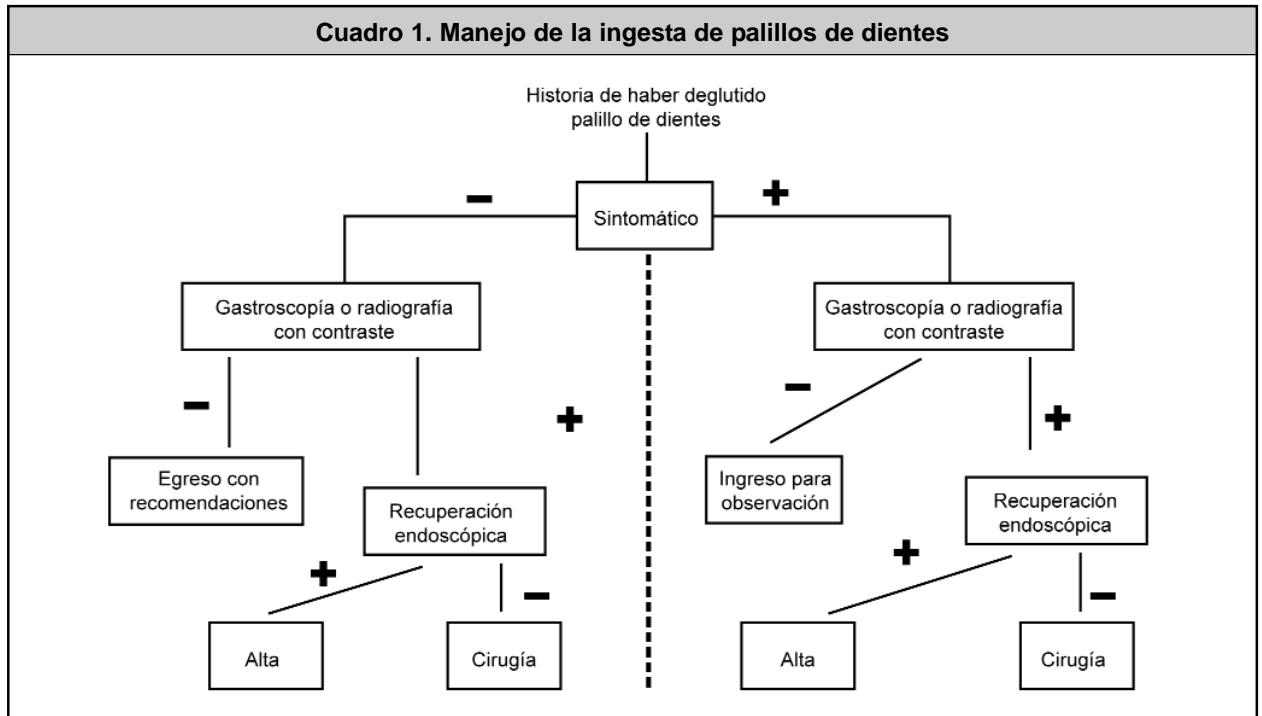 Cuadro 1. Manejo de la ingesta de palillos de dientes
Historia de haber deglutido
palillo de dientes
− +
Sintomático
Gastroscopía o radiografía
con contraste
− +
Egreso con
recomendaciones
Recuperación
endoscópica
+ −
Alta
Cirugía
Gastroscopía o radiografía
con contraste
− +
Ingreso para
observación
Recuperación
endoscópica
+ −
Alta
Cirugía